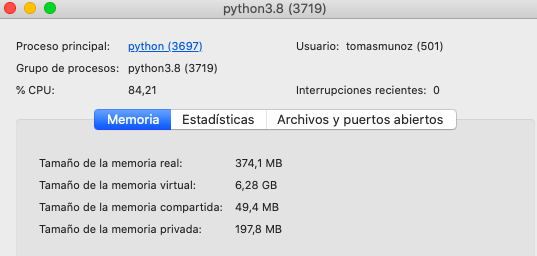 python3.8 (3719)
Proceso principal: python (3697) Usuario: tomasmunoz (501)
Grupo de procesos: python3.8 (3719)
% CPU: 84,21 Interrupciones recientes: 0
Memoria Estadísticas Archivos y puertos abiertos
Tamaño de la memoria real: 374,1 MB
Tamaño de la memoria virtual: 6,28 GB
Tamaño de la memoria compartida: 49,4 MB
Tamaño de la memoria privada: 197,8 MB